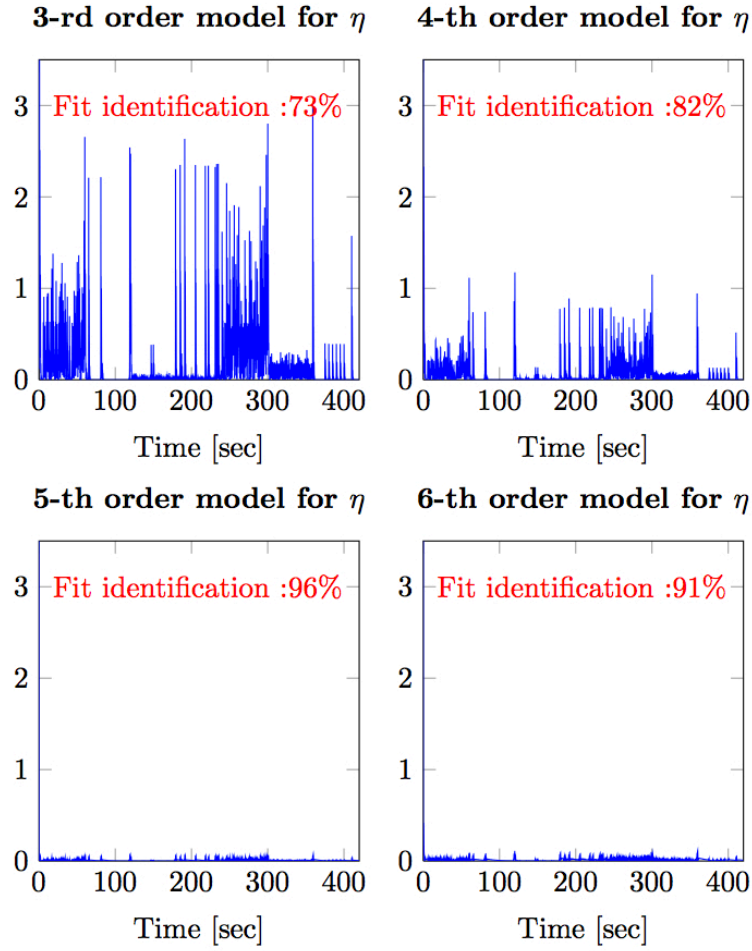 3-rd order model for η
4-th order model for η
Fit identification :73%
Fit identification :82%
3
2
1
0
0 100 200 300 400
Time [sec]
3
2
1
0
0 100 200 300 400
Time [sec]
5-th order model for η
6-th order model for η
Fit identification :96%
Fit identification :91%
3
2
1
0
0 100 200 300 400
Time [sec]
3
2
1
0
0 100 200 300 400
Time [sec]